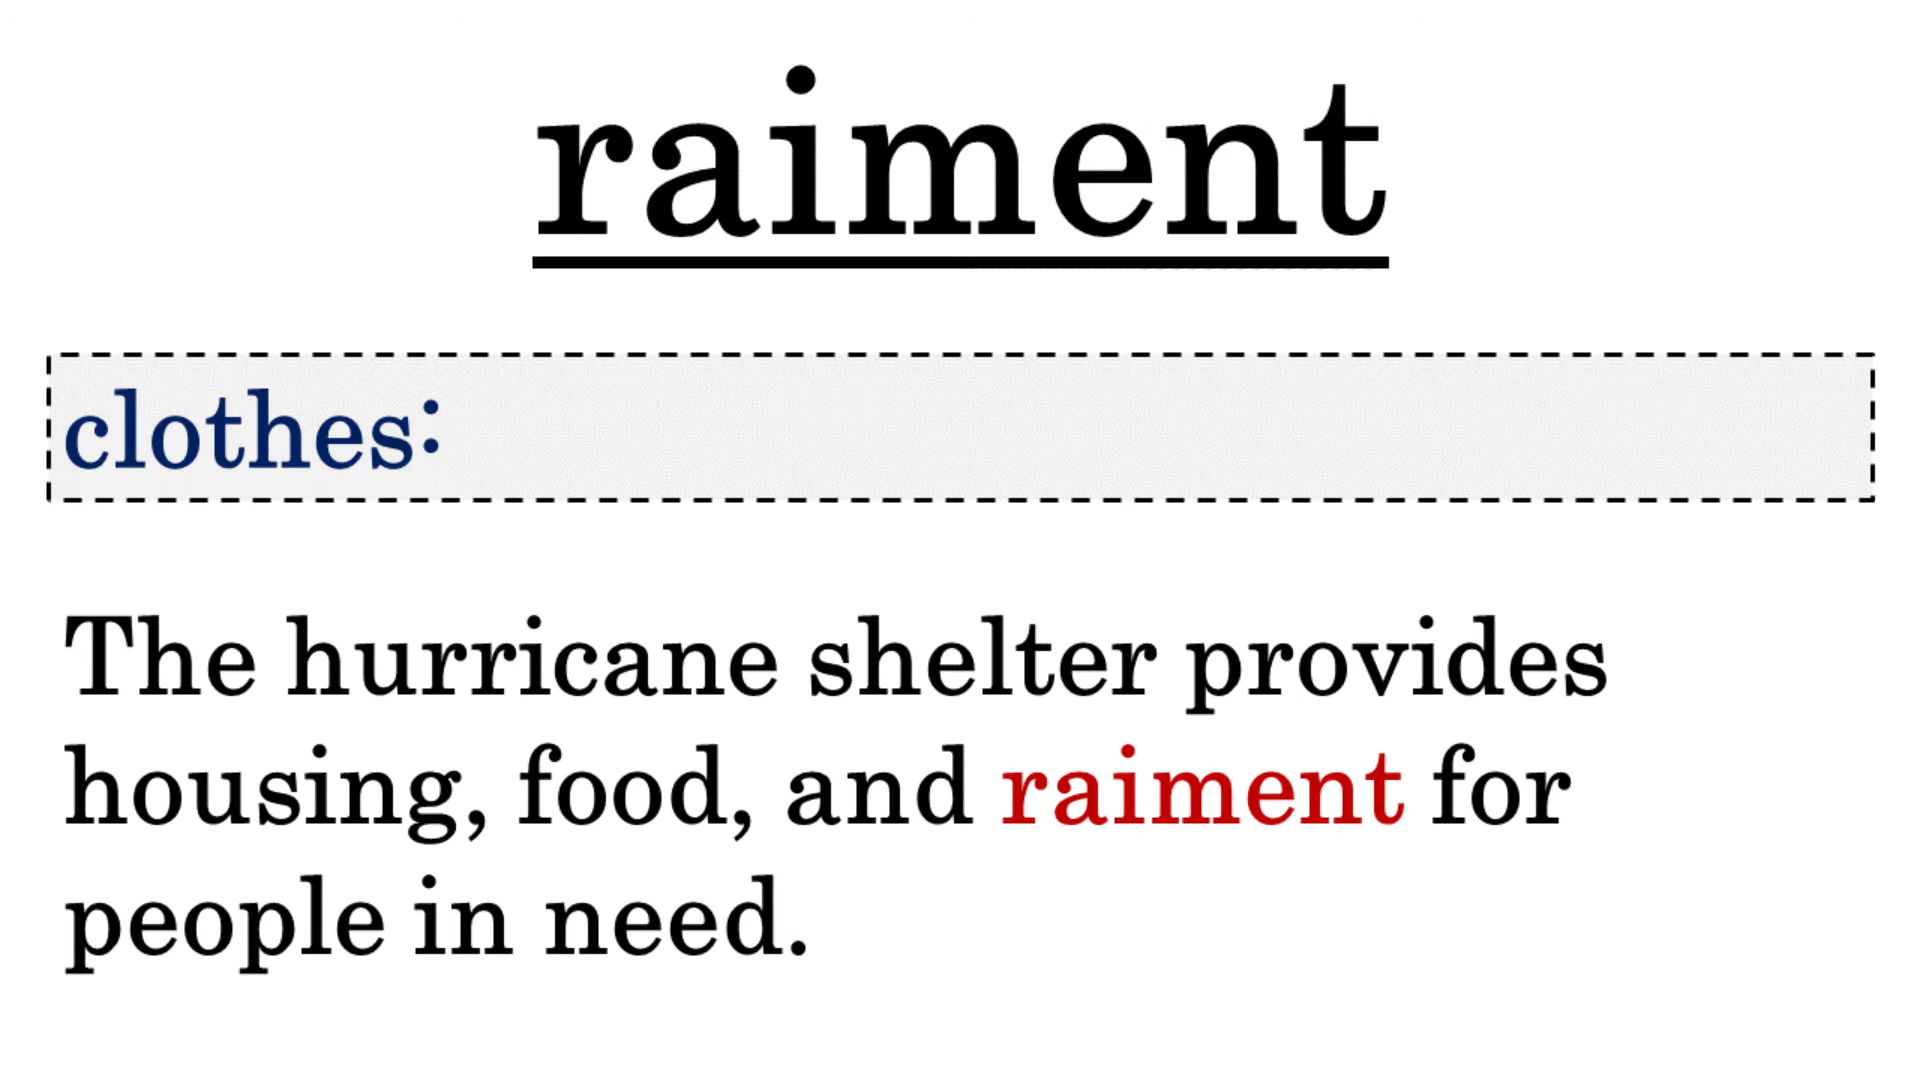 raiment
clothes:
The hurricane shelter provides
housing, food, and raiment for
people in need.